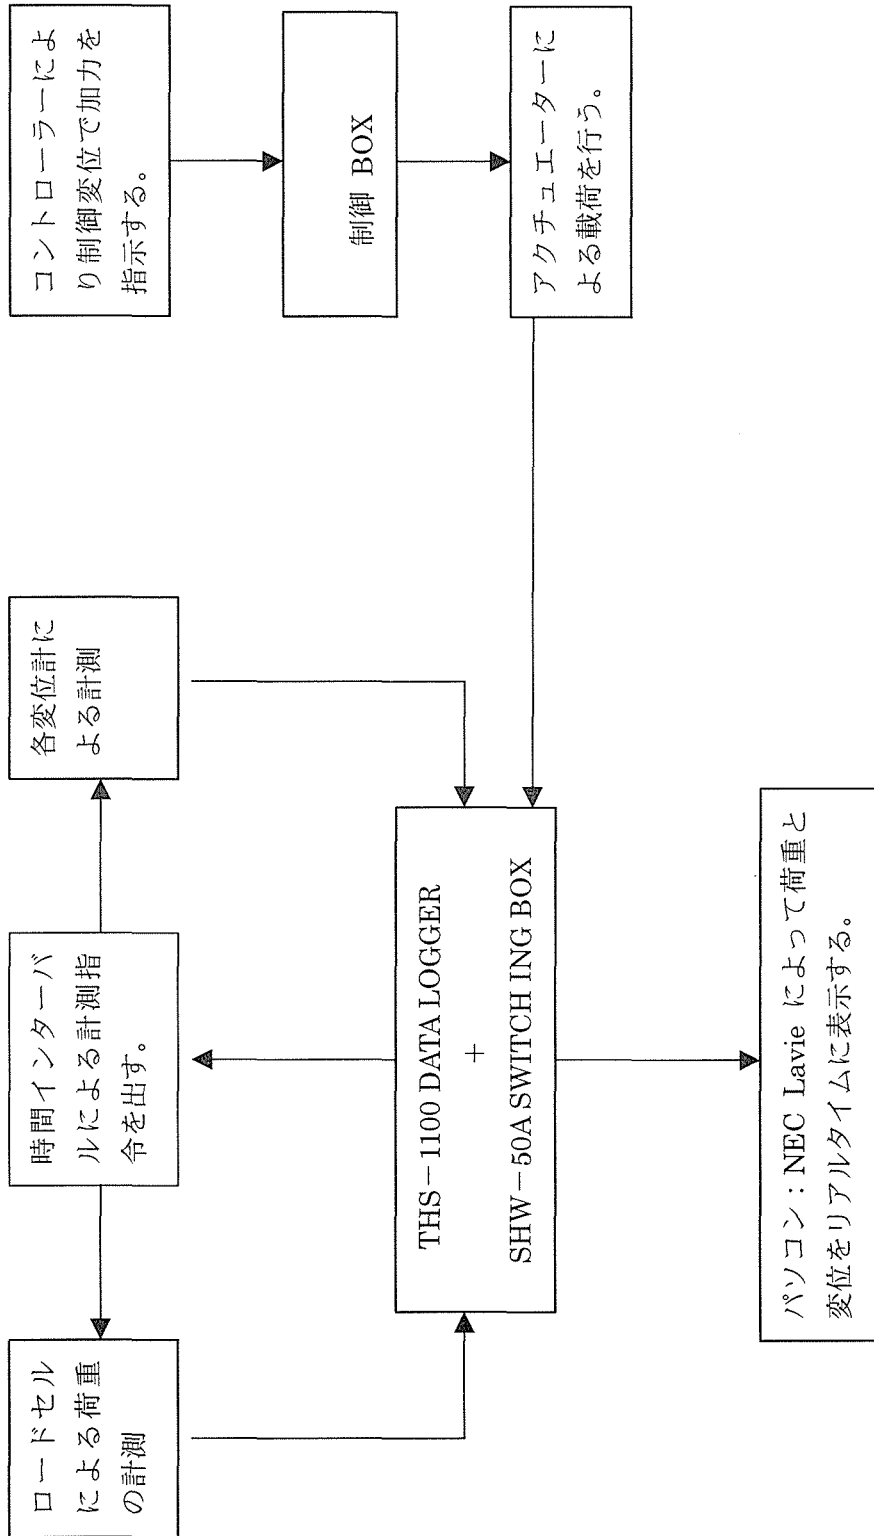 ロードセル
による荷重
の計測
時間インターバ
ルによる計測指
令を出す。
各変位計に
よる計測
コントローラーによ
り制御変位で加力を
指示する。
制御 BOX
アクチュエーターに
よる載荷を行う。
THS－1100 DATA LOGGER
+
SHW－50A SWITCH ING BOX
パソコン：NEC Lavie によって荷重と
変位をリアルタイムに表示する。